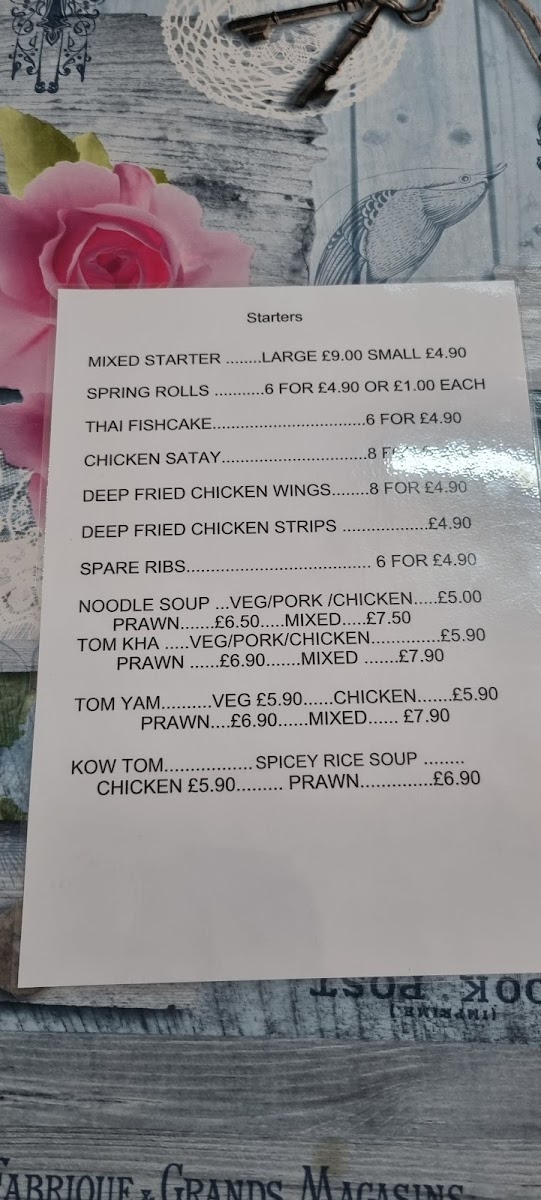 Starters
MIXED STARTER ........LARGE £9.00 SMALL £4.90
SPRING ROLLS ...........6 FOR £4.90 OR £1.00 EACH
THAI FISHCAKE.................................6 FOR £4.90
CHICKEN SATAY................................8
DEEP FRIED CHICKEN WINGS........8 FOR £4.90
DEEP FRIED CHICKEN STRIPS ..................£4.90
SPARE RIBS........................................ 6 FOR £4.90
NOODLE SOUP ...VEG/PORK /CHICKEN.....£5.00
PRAWN.......£6.50.....MIXED.....£7.50
TOM KHA .....VEG/PORK/CHICKEN..............£5.90
PRAWN ......£6.90.......MIXED .......£7.90
TOM YAM..........VEG £5.90......CHICKEN.......£5.90
PRAWN....£6.90......MIXED...... £7.90
KOW TOM.................. SPICEY RICE SOUP ........
CHICKEN £5.90......... PRAWN...............£6.90
POST
[IMPRIMÉ]
FABRIQUE & GRANDS MAGASINS